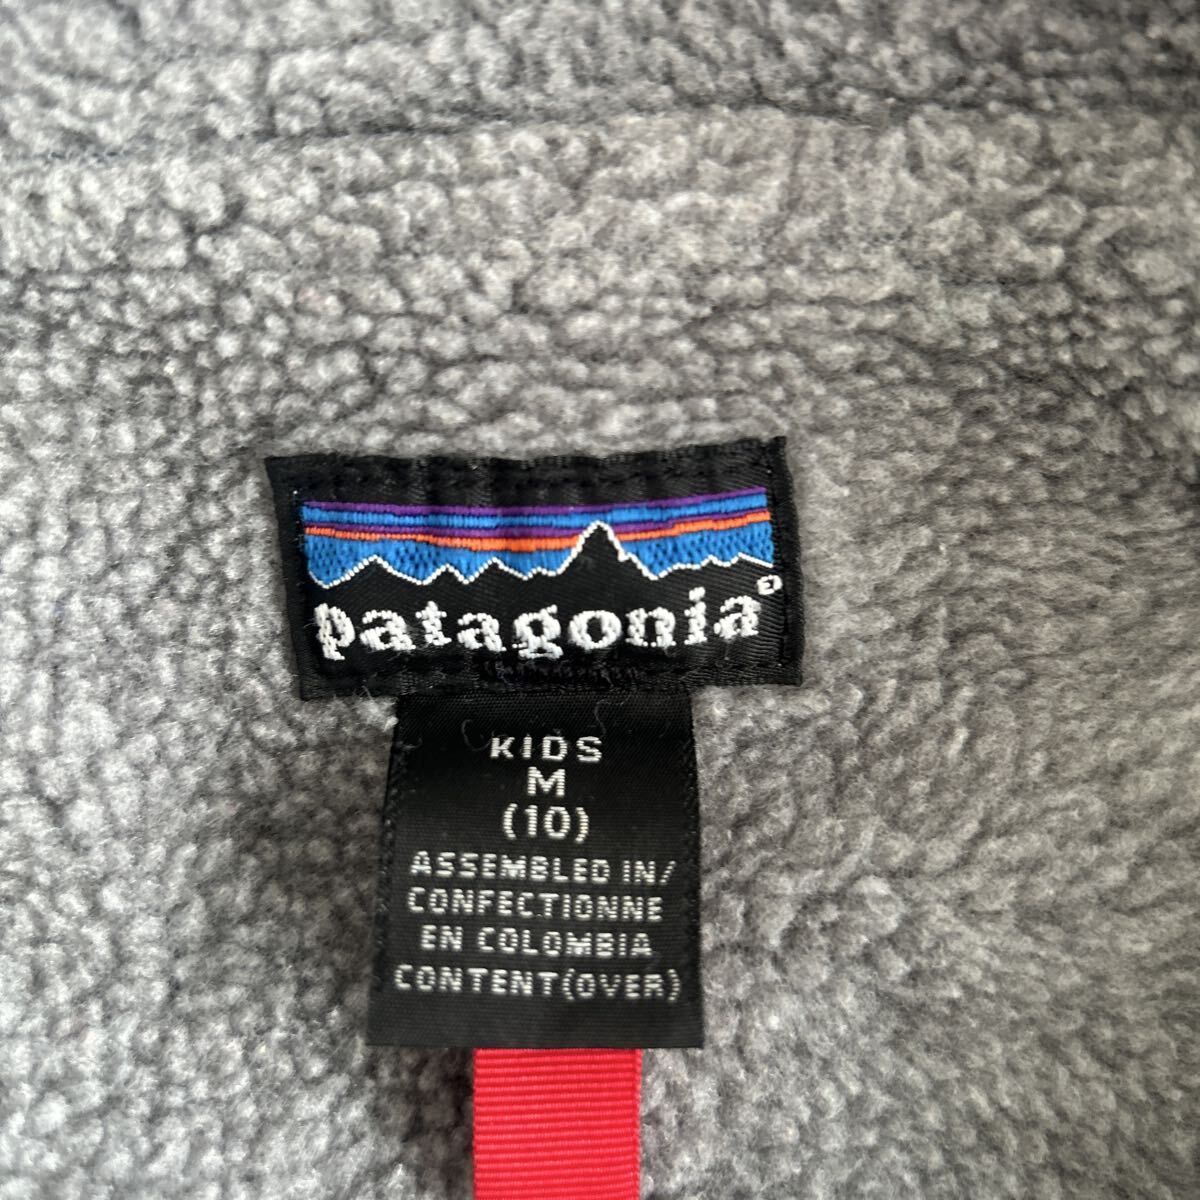 patagonia®
KIDS
M
(10)
ASSEMBLED IN/
CONFECTIONNE
EN COLOMBIA
CONTENT(OVER)